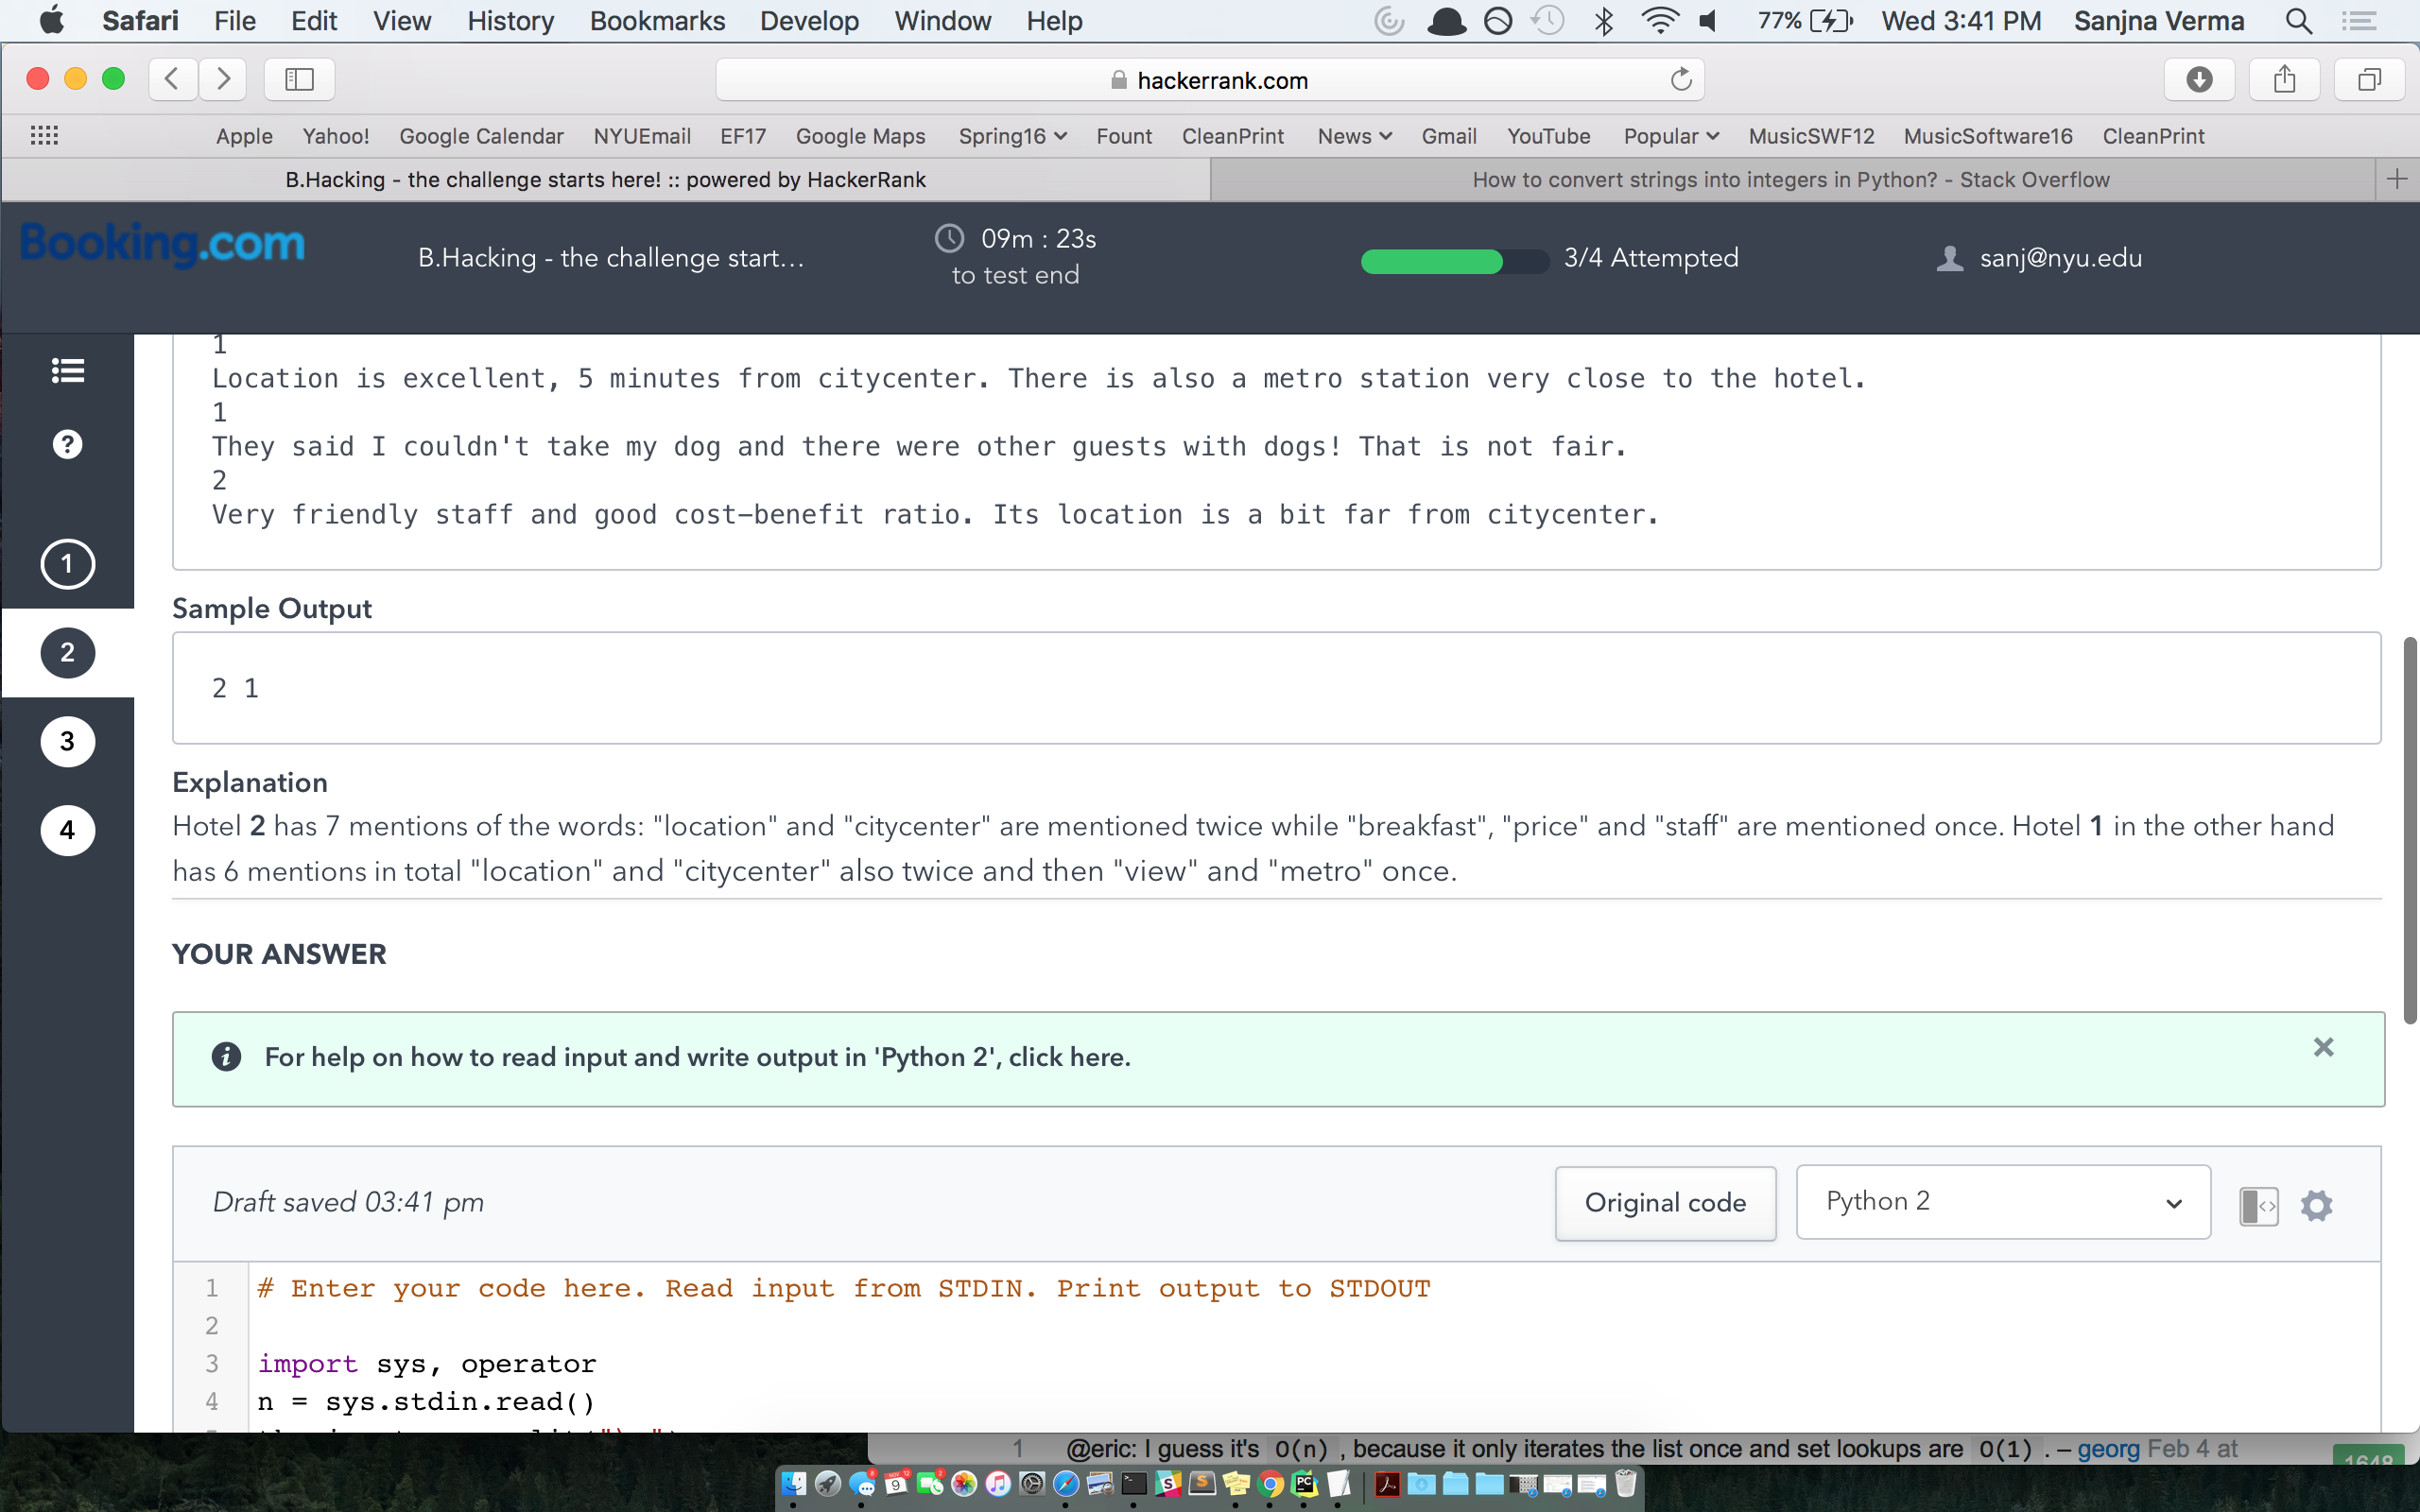 Safari File Edit View History Bookmarks Develop Window Help 77% Wed 3:41 PM Sanjna Verma
hackerrank.com
Apple Yahoo! Google Calendar NYUEmail EF17 Google Maps Spring16 Fount CleanPrint News Gmail YouTube Popular MusicSWF12 MusicSoftware16 CleanPrint
B.Hacking - the challenge starts here! :: powered by HackerRank How to convert strings into integers in Python? - Stack Overflow
Booking.com B.Hacking - the challenge start... 09m : 23s 3/4 Attempted sanj@nyu.edu
to test end
1
Location is excellent, 5 minutes from citycenter. There is also a metro station very close to the hotel.
1
They said I couldn't take my dog and there were other guests with dogs! That is not fair.
2
Very friendly staff and good cost-benefit ratio. Its location is a bit far from citycenter.
1
2
3
4
Sample Output
2 1
Explanation
Hotel 2 has 7 mentions of the words: "location" and "citycenter" are mentioned twice while "breakfast", "price" and "staff" are mentioned once. Hotel 1 in the other hand
has 6 mentions in total "location" and "citycenter" also twice and then "view" and "metro" once.
YOUR ANSWER
For help on how to read input and write output in 'Python 2', click here.
Draft saved 03:41 pm Original code Python 2
1 # Enter your code here. Read input from STDIN. Print output to STDOUT
2
3 import sys, operator
4 n = sys.stdin.read()
1 @eric: I guess it's O(n) , because it only iterates the list once and set lookups are O(1) . – georg Feb 4 at
1648